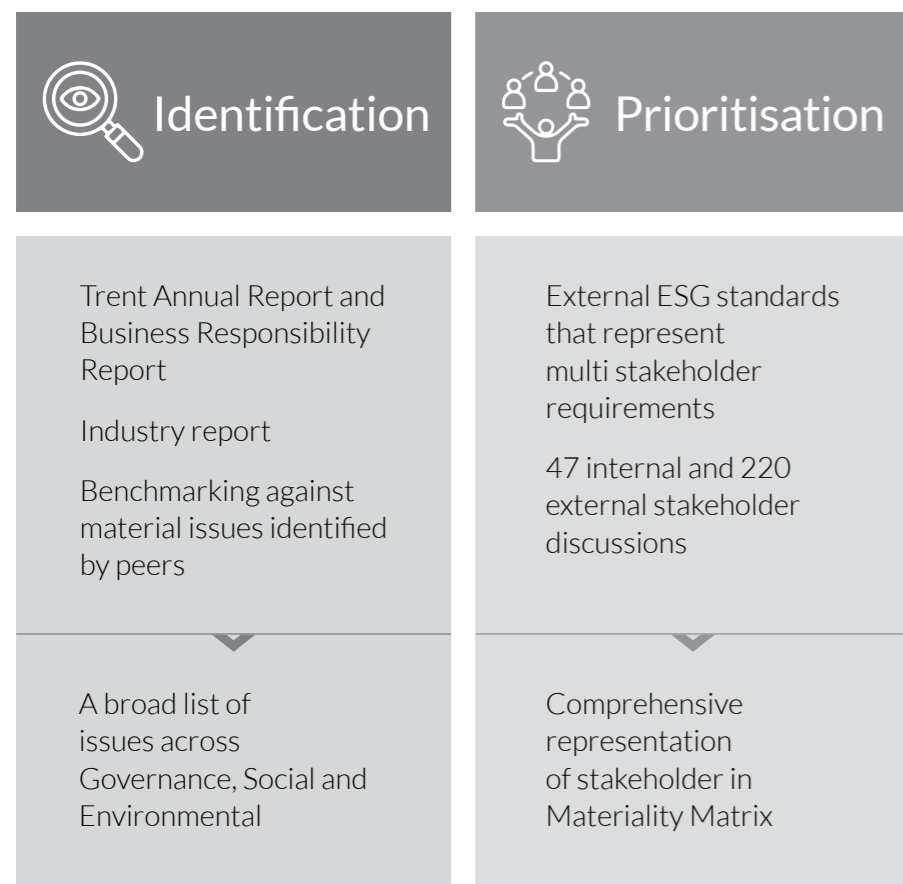 Identification
Trent Annual Report and
Business Responsibility
Report
Industry report
Benchmarking against
material issues identified
by peers
A broad list of
issues across
Governance, Social and
Environmental
Prioritisation
External ESG standards
that represent
multi stakeholder
requirements
47 internal and 220
external stakeholder
discussions
Comprehensive
representation
of stakeholder in
Materiality Matrix